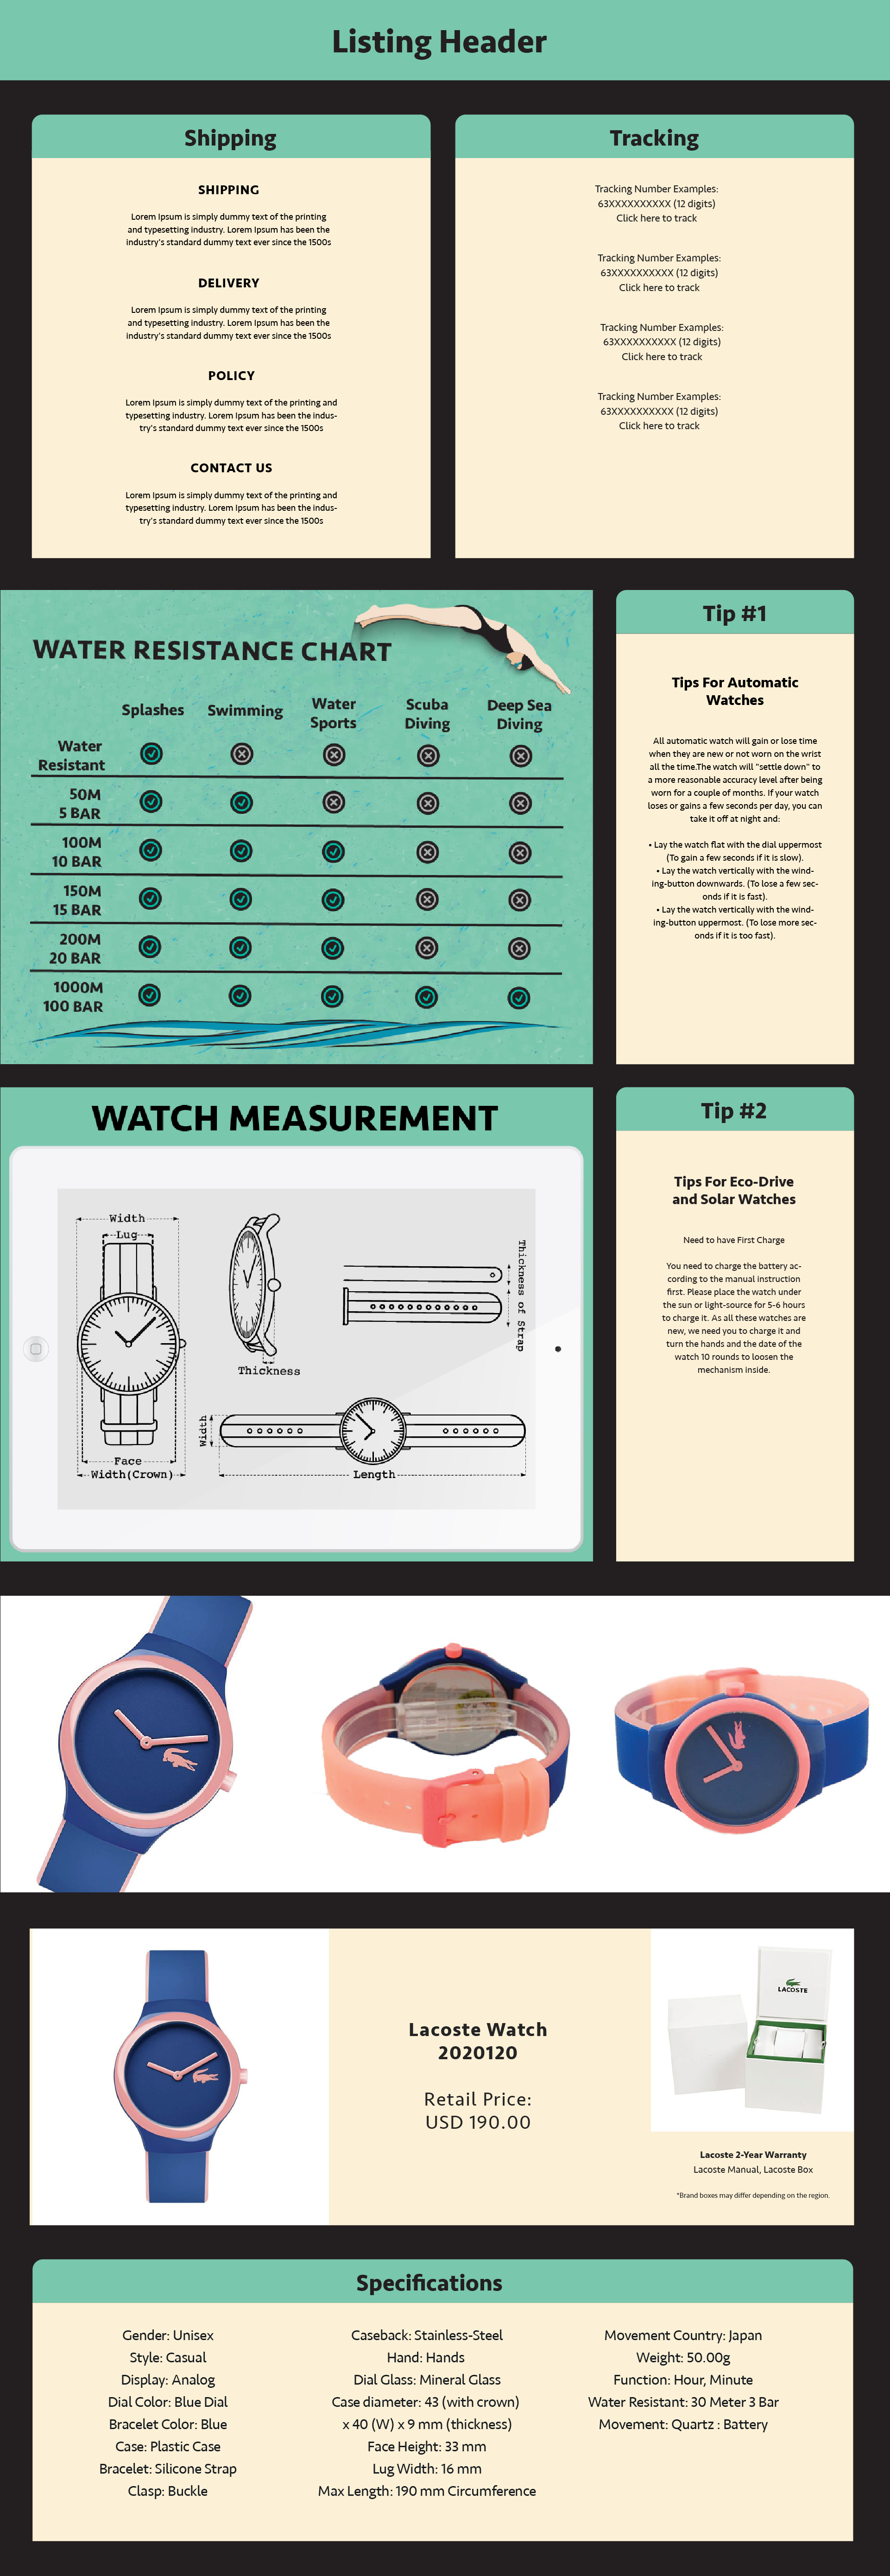 Listing Header
Shipping
SHIPPING
Lorem Ipsum is simply dummy text of the printing
and typesetting industry. Lorem Ipsum has been the
industry's standard dummy text ever since the 1500s
DELIVERY
Lorem Ipsum is simply dummy text of the printing
and typesetting industry. Lorem Ipsum has been the
industry's standard dummy text ever since the 1500s
POLICY
Lorem Ipsum is simply dummy text of the printing and
typesetting industry. Lorem Ipsum has been the indus-
try's standard dummy text ever since the 1500s
CONTACT US
Lorem Ipsum is simply dummy text of the printing and
typesetting industry. Lorem Ipsum has been the indus-
try's standard dummy text ever since the 1500s
Tracking
Tracking Number Examples:
63XXXXXXXXXX (12 digits)
Click here to track
Tracking Number Examples:
63XXXXXXXXXX (12 digits)
Click here to track
Tracking Number Examples:
63XXXXXXXXXX (12 digits)
Click here to track
Tracking Number Examples:
63XXXXXXXXXX (12 digits)
Click here to track
WATER RESISTANCE CHART
Splashes
Swimming
Water
Sports
Scuba
Diving
Deep Sea
Diving
Water
Resistant
50M
5 BAR
100M
10 BAR
150M
15 BAR
200M
20 BAR
1000M
100 BAR
Tip #1
Tips For Automatic
Watches
All automatic watch will gain or lose time
when they are new or not worn on the wrist
all the time.The watch will "settle down" to
a more reasonable accuracy level after being
worn for a couple of months. If your watch
loses or gains a few seconds per day, you can
take it off at night and:
• Lay the watch flat with the dial uppermost
(To gain a few seconds if it is slow).
• Lay the watch vertically with the wind-
ing-button downwards. (To lose a few sec-
onds if it is fast).
• Lay the watch vertically with the wind-
ing-button uppermost. (To lose more sec-
onds if it is too fast).
WATCH MEASUREMENT
Width
Lug
Thickness
Thickness of Strap
Face
Width(Crown)
Width
Length
Tip #2
Tips For Eco-Drive
and Solar Watches
Need to have First Charge
You need to charge the battery ac-
cording to the manual instruction
first. Please place the watch under
the sun or light-source for 5-6 hours
to charge it. As all these watches are
new, we need you to charge it and
turn the hands and the date of the
watch 10 rounds to loosen the
mechanism inside.
Lacoste Watch
2020120
Retail Price:
USD 190.00
LACOSTE
Lacoste 2-Year Warranty
Lacoste Manual, Lacoste Box
*Brand boxes may differ depending on the region.
Specifications
Gender: Unisex
Style: Casual
Display: Analog
Dial Color: Blue Dial
Bracelet Color: Blue
Case: Plastic Case
Bracelet: Silicone Strap
Clasp: Buckle
Caseback: Stainless-Steel
Hand: Hands
Dial Glass: Mineral Glass
Case diameter: 43 (with crown)
x 40 (W) x 9 mm (thickness)
Face Height: 33 mm
Lug Width: 16 mm
Max Length: 190 mm Circumference
Movement Country: Japan
Weight: 50.00g
Function: Hour, Minute
Water Resistant: 30 Meter 3 Bar
Movement: Quartz : Battery